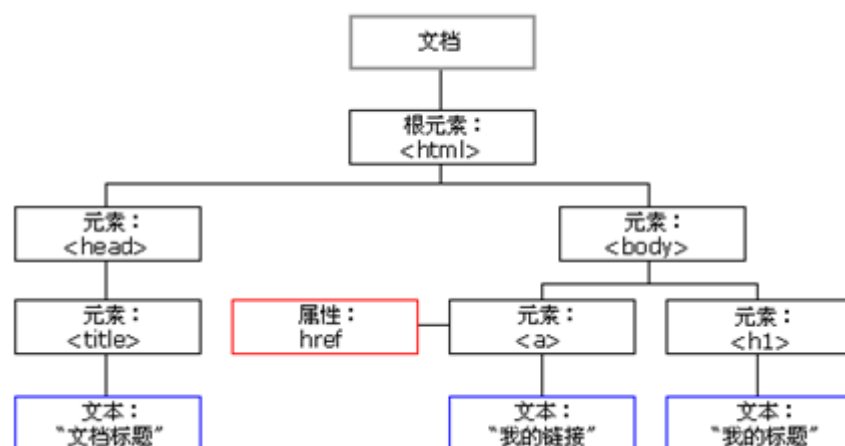 文档
根元素：
<html>
元素：
<head>
元素：
<body>
元素：
<title>
属性：
href
元素：
<a>
元素：
<h1>
文本：
“文档标题”
文本：
“我的链接”
文本：
“我的标题”